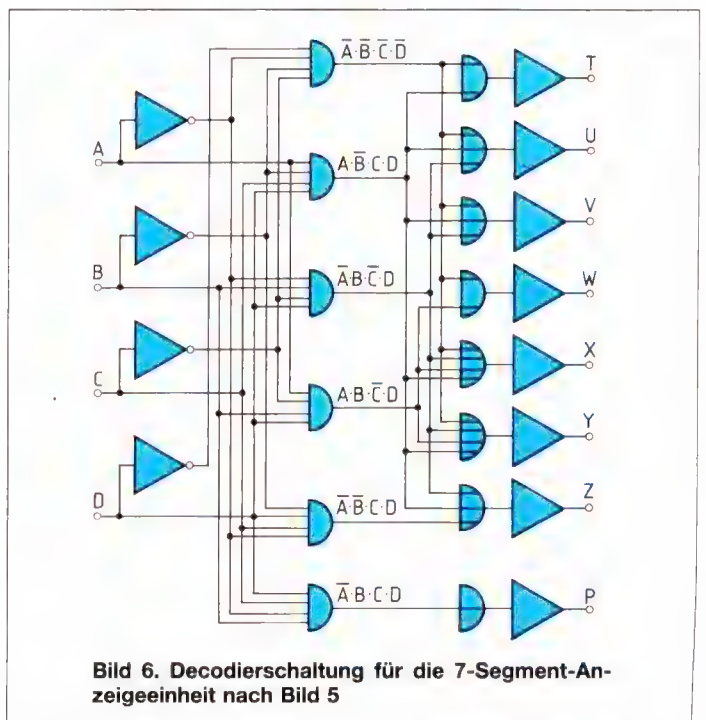 A̅·B̅·C̅·D̅
T
A
A·B̅·C·D
U
V
B
A̅·B·C̅·D
W
C
X
A·B·C̅·D
Y
D
A̅·B̅·C·D
Z
A̅·B·C·D
P
Bild 6. Decodierschaltung für die 7-Segment-An-
zeigeeinheit nach Bild 5